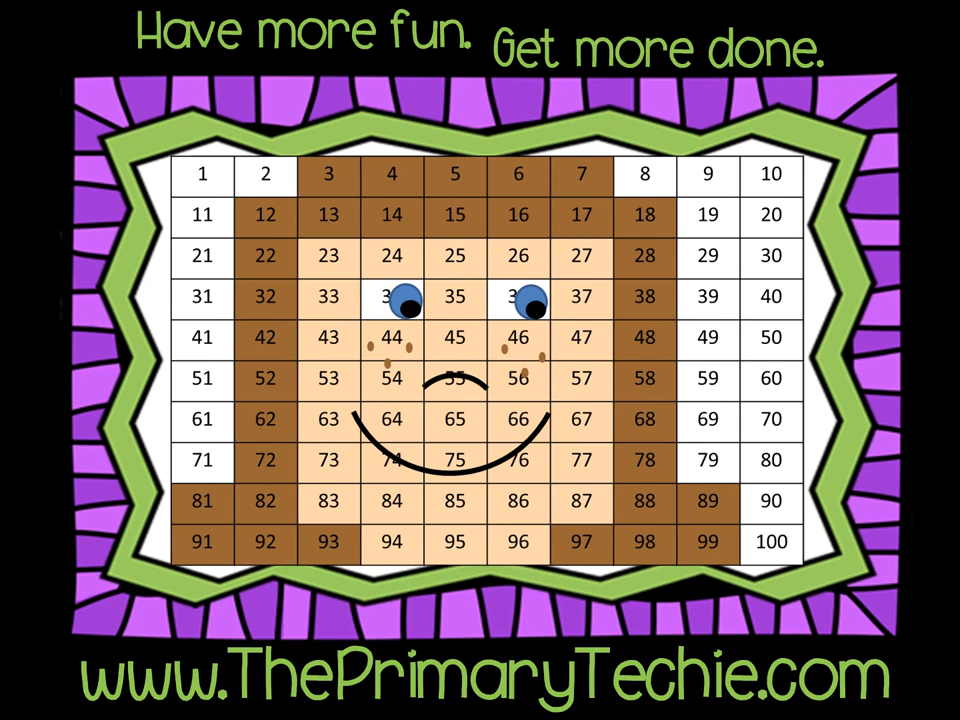 Have more fun. Get more done.
1 2 3 4 5 6 7 8 9 10
11 12 13 14 15 16 17 18 19 20
21 22 23 24 25 26 27 28 29 30
31 32 33 3 35 3 37 38 39 40
41 42 43 44 45 46 47 48 49 50
51 52 53 54 55 56 57 58 59 60
61 62 63 64 65 66 67 68 69 70
71 72 73 74 75 76 77 78 79 80
81 82 83 84 85 86 87 88 89 90
91 92 93 94 95 96 97 98 99 100
www.ThePrimaryTechie.com